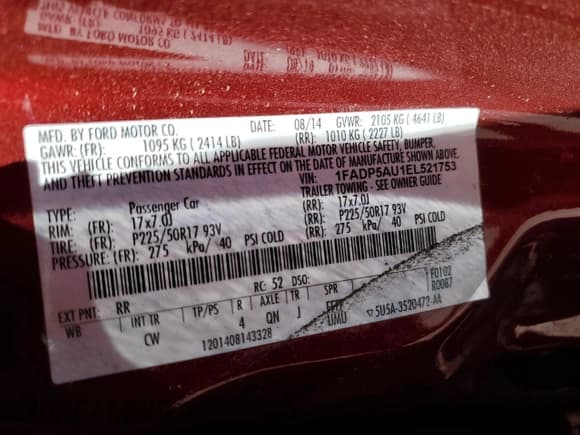 MFD. BY FORD MOTOR CO. DATE: 08/14 GVWR: 2105 KG ( 4641 LB)
GAWR: (FR): 1095 KG ( 2414 LB) (RR): 1010 KG ( 2227 LB)
THIS VEHICLE CONFORMS TO ALL APPLICABLE FEDERAL MOTOR VEHICLE SAFETY, BUMPER,
AND THEFT PREVENTION STANDARDS IN EFFECT ON THE DATE OF MANUFACTURE SHOWN ABOVE.
VIN: 1FADP5AU1EL521753
TYPE: Passenger Car TRAILER TOWING - SEE OWNER GUIDE
RIM: (FR): 17x7.0J (RR): 17x7.0J
TIRE: (FR): P225/50R17 93V (RR): P225/50R17 93V
PRESSURE: (FR): 275 kPa/ 40 PSI COLD (RR): 275 kPa/ 40 PSI COLD
EXT PNT: RR RC: 52 DSO: F0102
WB INT TR TP/PS R AXLE TR SPR R0087
CW 4 QN J
1201408143328 UIMU ▽ 5U5A-3520472-AA